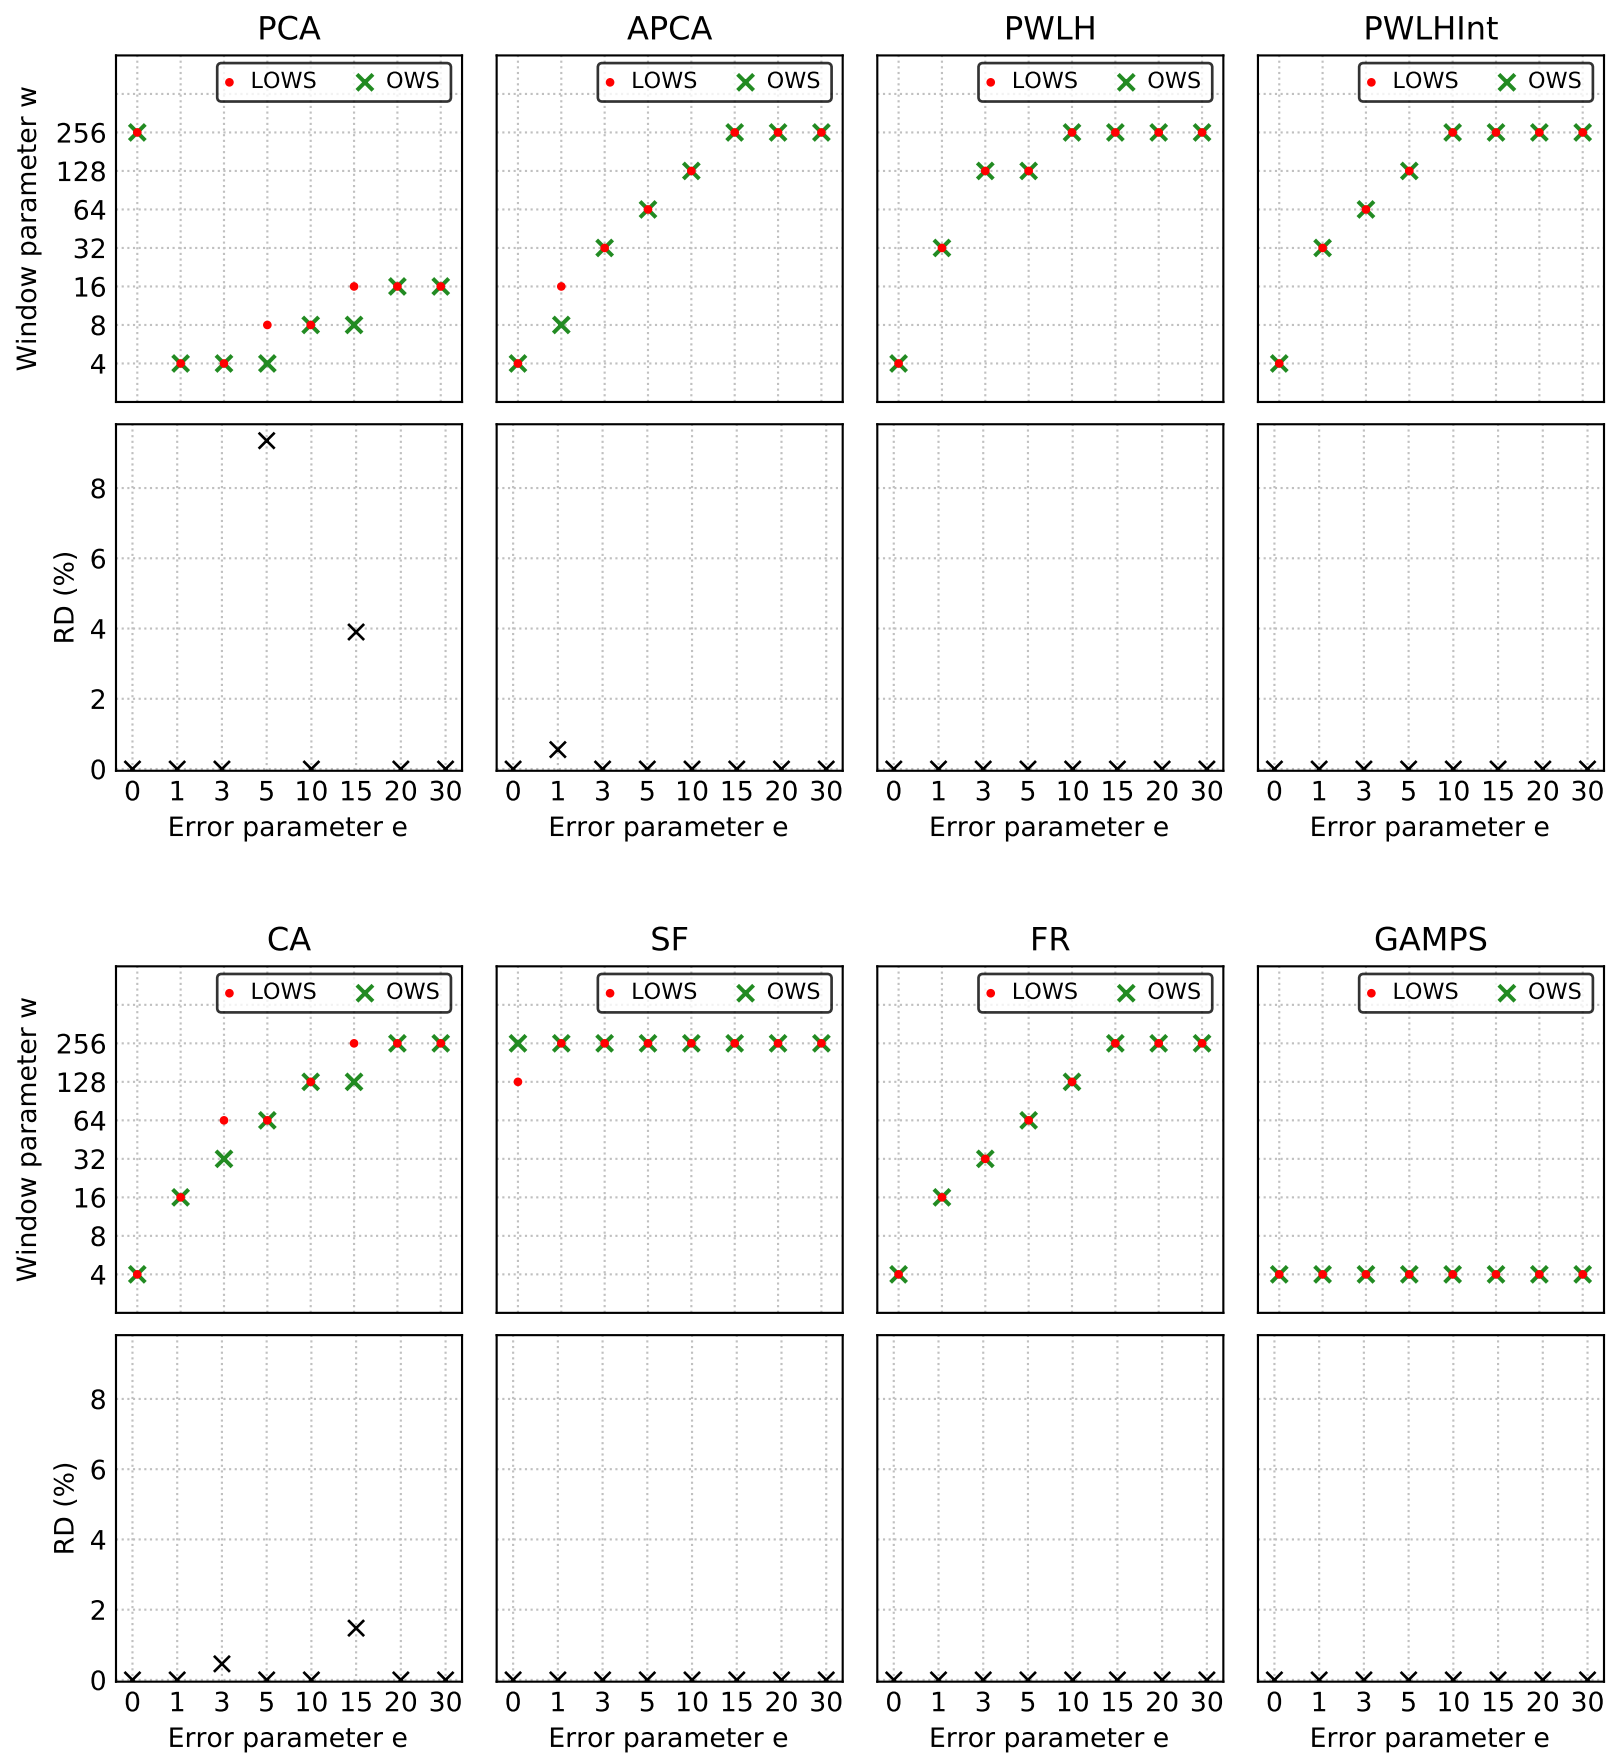 PCA APCA PWLH PWLHInt
LOWS OWS LOWS OWS LOWS OWS LOWS OWS
Window parameter w
256
128
64
32
16
8
4
RD (%)
8
6
4
2
0
0 1 3 5 10 15 20 30 0 1 3 5 10 15 20 30 0 1 3 5 10 15 20 30 0 1 3 5 10 15 20 30
Error parameter e Error parameter e Error parameter e Error parameter e
CA SF FR GAMPS
LOWS OWS LOWS OWS LOWS OWS LOWS OWS
Window parameter w
256
128
64
32
16
8
4
RD (%)
8
6
4
2
0
0 1 3 5 10 15 20 30 0 1 3 5 10 15 20 30 0 1 3 5 10 15 20 30 0 1 3 5 10 15 20 30
Error parameter e Error parameter e Error parameter e Error parameter e